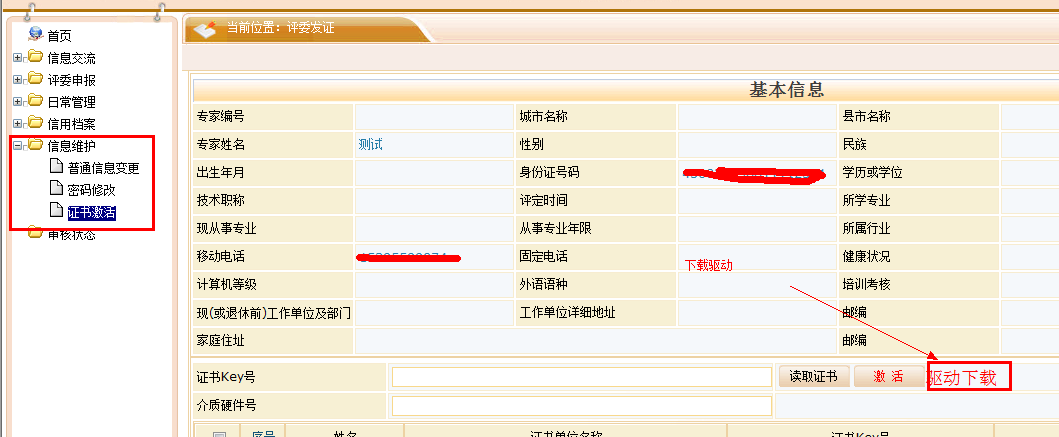 首页
信息交流
评委申报
日常管理
信用档案
信息维护
普通信息变更
密码修改
证书激活
审核状态
当前位置：评委发证
基本信息
专家编号 城市名称 县市名称
专家姓名 测试 性别 民族
出生年月 身份证号码 学历或学位
技术职称 评定时间 所学专业
现从事专业 从事专业年限 所属行业
移动电话 固定电话 健康状况
下载驱动
计算机等级 外语语种 培训考核
现(或退休前)工作单位及部门 工作单位详细地址 邮编
家庭住址 邮编
证书Key号 读取证书 激 活 驱动下载
介质硬件号
序号 姓名 证书单位名称 证书Key号